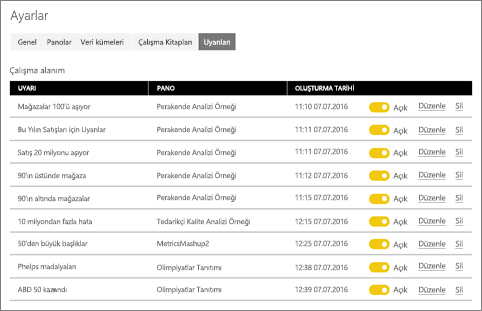 Ayarlar
Genel Panolar Veri kümeleri Çalışma Kitapları Uyarıları
Çalışma alanım
UYARI PANO OLUŞTURMA TARİHİ
Mağazalar 100'ü aşıyor Perakende Analizi Örneği 11:10 07.07.2016 Açık Düzenle Sil
Bu Yılın Satışları için Uyarılar Perakende Analizi Örneği 11:11 07.07.2016 Açık Düzenle Sil
Satış 20 milyonu aşıyor Perakende Analizi Örneği 11:11 07.07.2016 Açık Düzenle Sil
90'ın üstünde mağaza Perakende Analizi Örneği 11:12 07.07.2016 Açık Düzenle Sil
90'ın altında mağazalar Perakende Analizi Örneği 11:15 07.07.2016 Açık Düzenle Sil
10 milyondan fazla hata Tedarikçi Kalite Analizi Örneği 12:15 07.07.2016 Açık Düzenle Sil
50'den büyük başlıklar MetricsMashup2 12:25 07.07.2016 Açık Düzenle Sil
Phelps madalyaları Olimpiyatlar Tanıtımı 12:38 07.07.2016 Açık Düzenle Sil
ABD 50 kazandı Olimpiyatlar Tanıtımı 12:39 07.07.2016 Açık Düzenle Sil